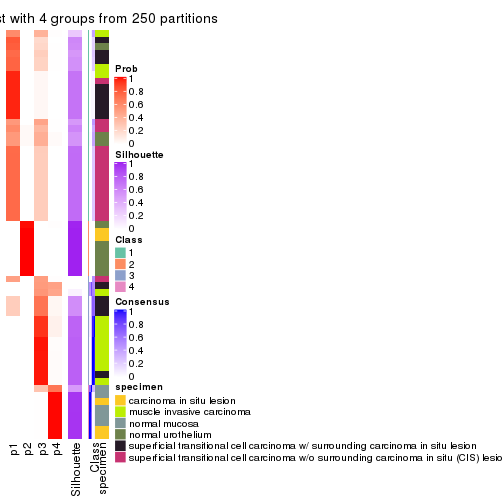 st with 4 groups from 250 partitions
Prob
1
0.8
0.6
0.4
0.2
0
Silhouette
1
0.8
0.6
0.4
0.2
0
Class
1
2
3
4
Consensus
1
0.8
0.6
0.4
0.2
0
specimen
carcinoma in situ lesion
muscle invasive carcinoma
normal mucosa
normal urothelium
superficial transitional cell carcinoma w/ surrounding carcinoma in situ lesion
superficial transitional cell carcinoma w/o surrounding carcinoma in situ (CIS) lesio
p1
p2
p3
p4
Silhouette
Class
specimen